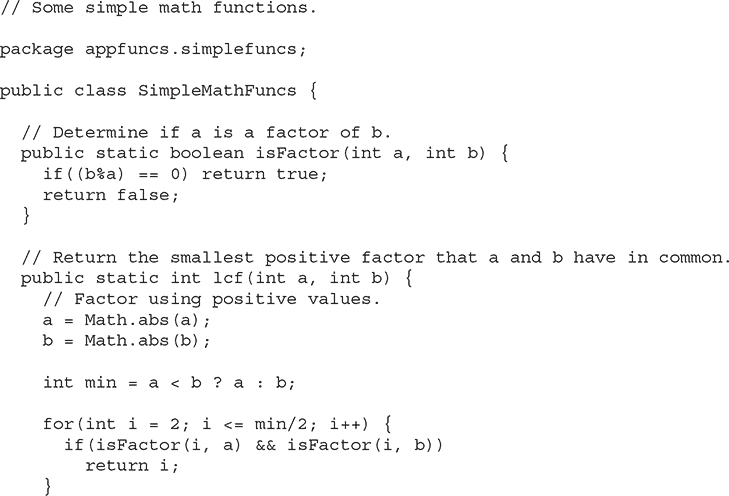 // Some simple math functions.
package appfuncs.simplefuncs;
public class SimpleMathFuncs {
  // Determine if a is a factor of b.
  public static boolean isFactor(int a, int b) {
    if((b%a) == 0) return true;
    return false;
  }
  // Return the smallest positive factor that a and b have in common.
  public static int lcf(int a, int b) {
    // Factor using positive values.
    a = Math.abs(a);
    b = Math.abs(b);
    int min = a < b ? a : b;
    for(int i = 2; i <= min/2; i++) {
      if(isFactor(i, a) && isFactor(i, b))
        return i;
    }